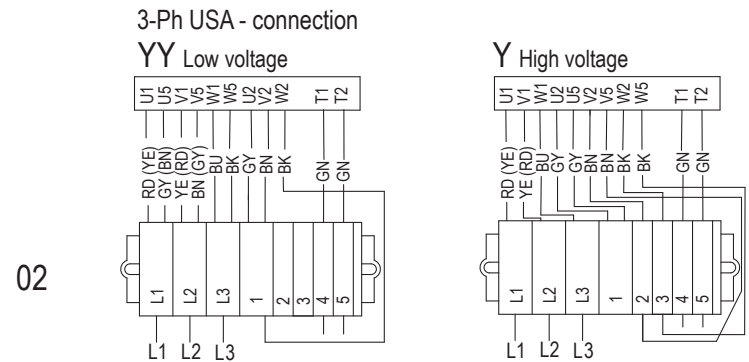 3-Ph USA - connection
YY Low voltage
U1 U5 V1 V5 W1 W5 U2 V2 W2 T1 T2
RD (YE) GY (BN) YE (RD) BN (GY) BU BK GY BN BK GN GN
L1 L2 L3 1 2 3 4 5
L1 L2 L3
Y High voltage
U1 V1 W1 U2 U5 V2 V5 W2 W5 T1 T2
RD (YE) YE (RD) BU GY GY BN BN BK BK GN GN
L1 L2 L3 1 2 3 4 5
L1 L2 L3
02